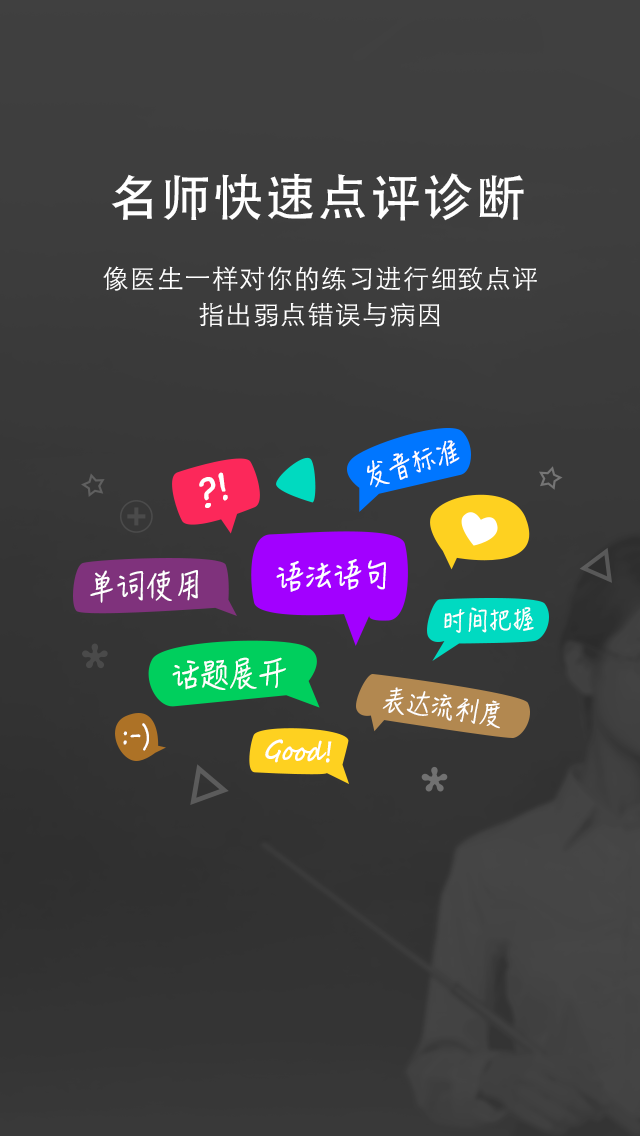 名师快速点评诊断
像医生一样对你的练习进行细致点评
指出弱点错误与病因
发音标准
?!
语法语句
单词使用
时间把握
话题展开
表达流利度
:-)
Good!